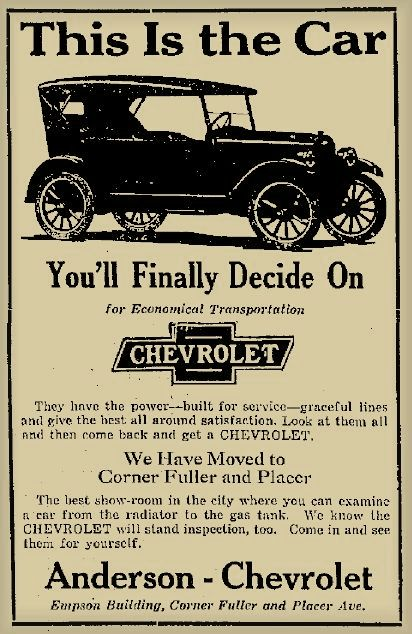 This Is the Car
You'll Finally Decide On
for Economical Transportation
CHEVROLET
They have the power—built for service—graceful lines
and give the best all around satisfaction. Look at them all
and then come back and get a CHEVROLET.
We Have Moved to
Corner Fuller and Placer
The best show-room in the city where you can examine
a car from the radiator to the gas tank. We know the
CHEVROLET will stand inspection, too. Come in and see
them for yourself.
Anderson - Chevrolet
Empson Building, Corner Fuller and Placer Ave.